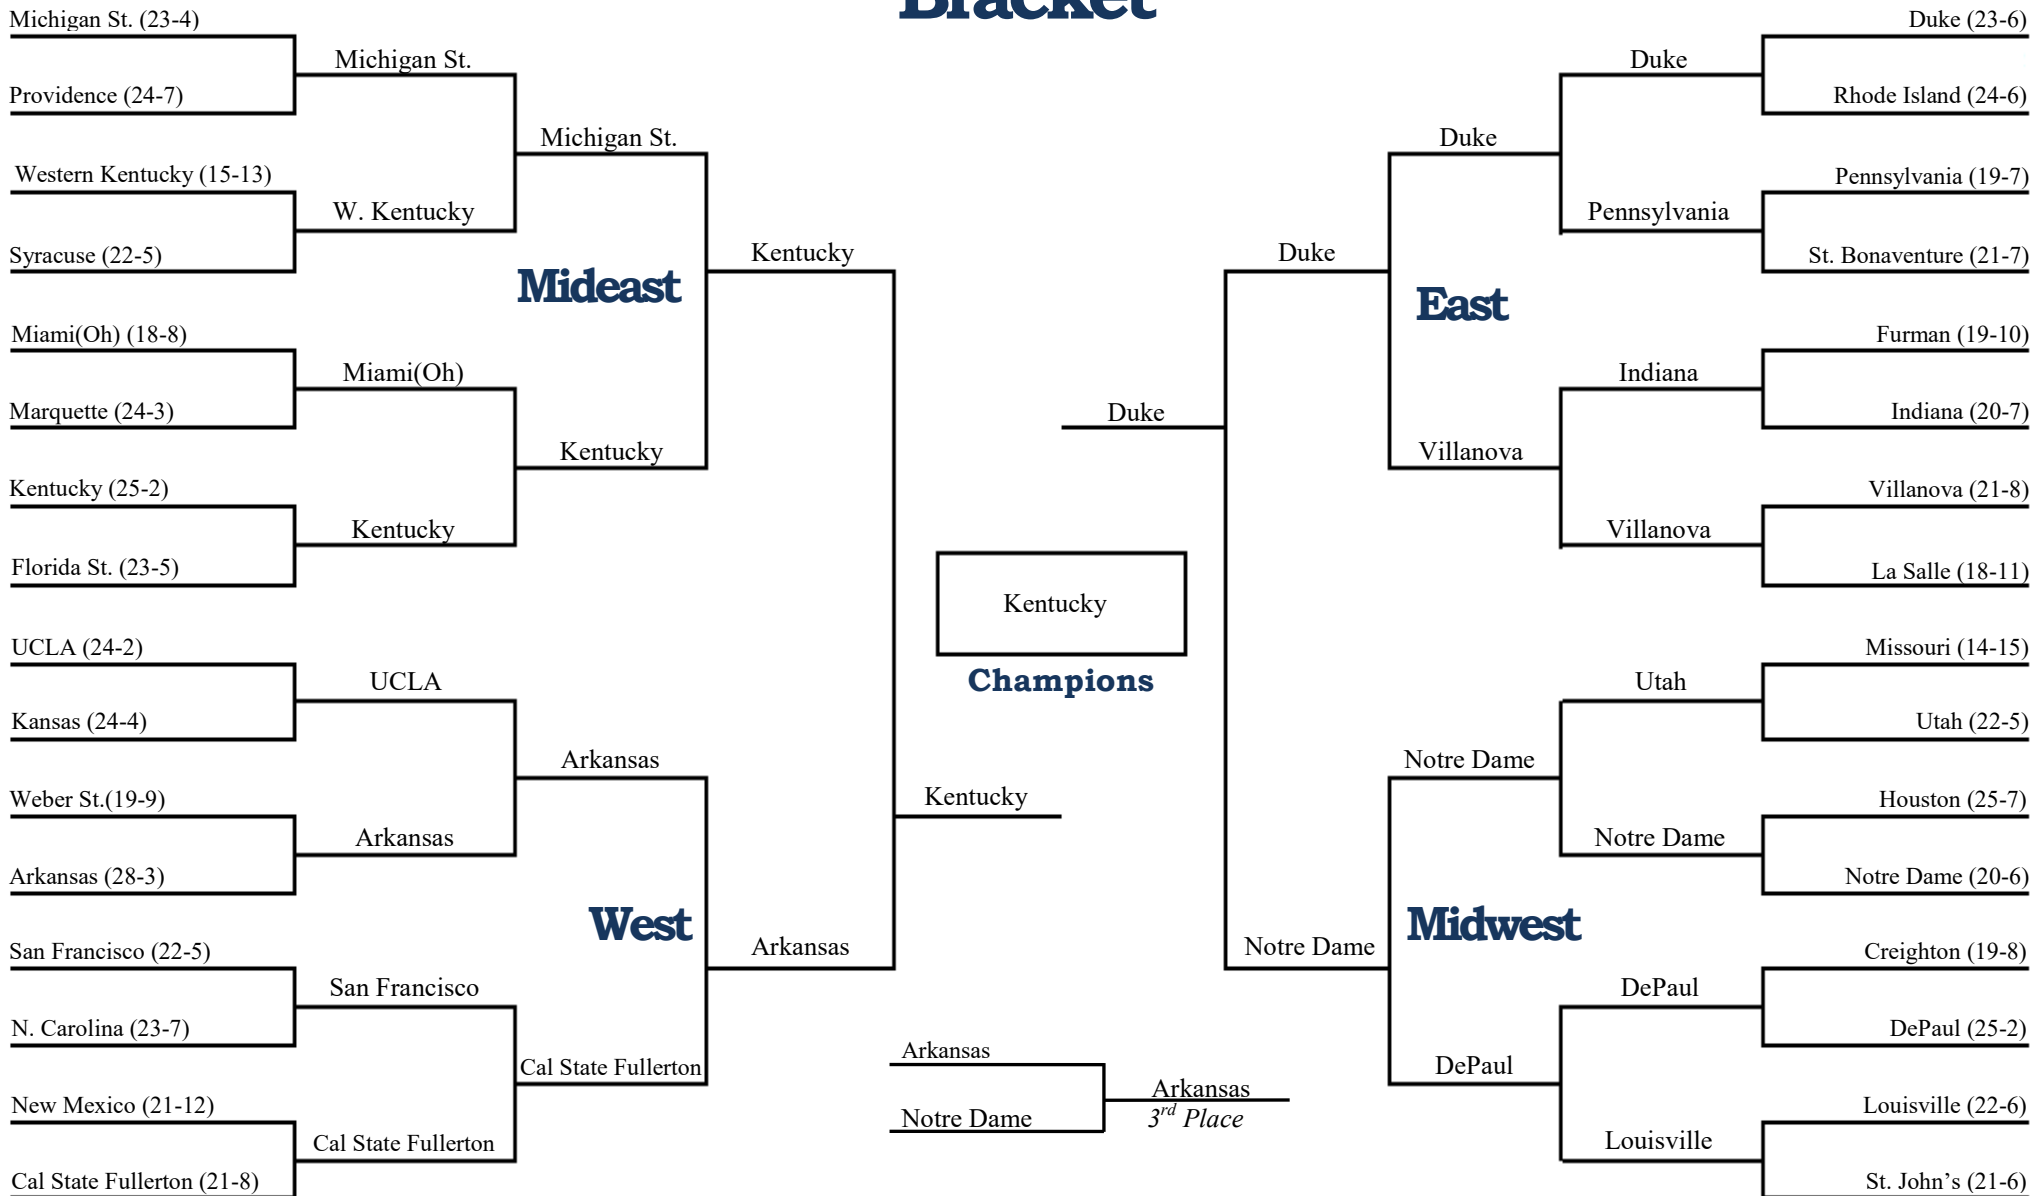 Bracket
Michigan St. (23-4)
Providence (24-7)
Western Kentucky (15-13)
Syracuse (22-5)
Miami(Oh) (18-8)
Marquette (24-3)
Kentucky (25-2)
Florida St. (23-5)
UCLA (24-2)
Kansas (24-4)
Weber St.(19-9)
Arkansas (28-3)
San Francisco (22-5)
N. Carolina (23-7)
New Mexico (21-12)
Cal State Fullerton (21-8)
Michigan St.
W. Kentucky
Miami(Oh)
Kentucky
UCLA
Arkansas
San Francisco
Cal State Fullerton
Michigan St.
Mideast
Kentucky
Arkansas
West
Cal State Fullerton
Kentucky
Arkansas
Kentucky
Duke
Kentucky
Champions
Arkansas
Notre Dame
Arkansas
3rd Place
Duke
Notre Dame
Duke
East
Villanova
Notre Dame
Midwest
DePaul
Duke
Pennsylvania
Indiana
Villanova
Utah
Notre Dame
DePaul
Louisville
Duke (23-6)
Rhode Island (24-6)
Pennsylvania (19-7)
St. Bonaventure (21-7)
Furman (19-10)
Indiana (20-7)
Villanova (21-8)
La Salle (18-11)
Missouri (14-15)
Utah (22-5)
Houston (25-7)
Notre Dame (20-6)
Creighton (19-8)
DePaul (25-2)
Louisville (22-6)
St. John’s (21-6)